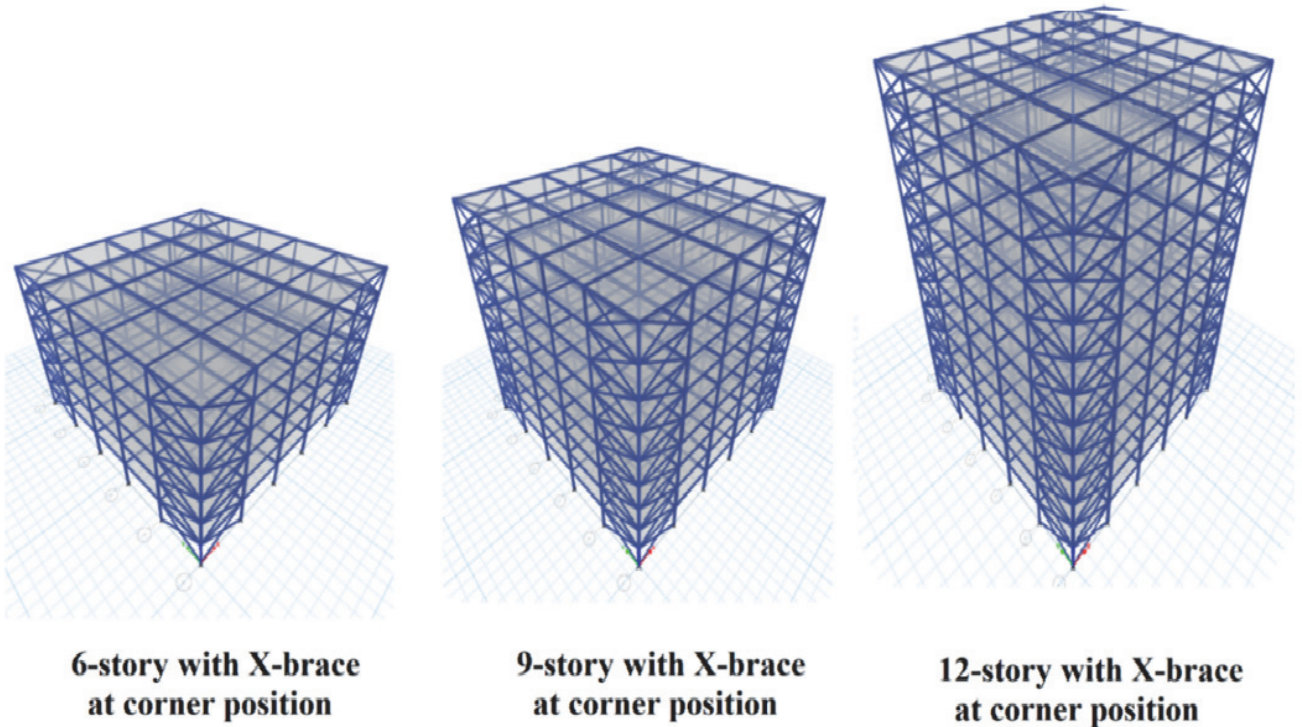 6-story with X-brace
at corner position
9-story with X-brace
at corner position
12-story with X-brace
at corner position